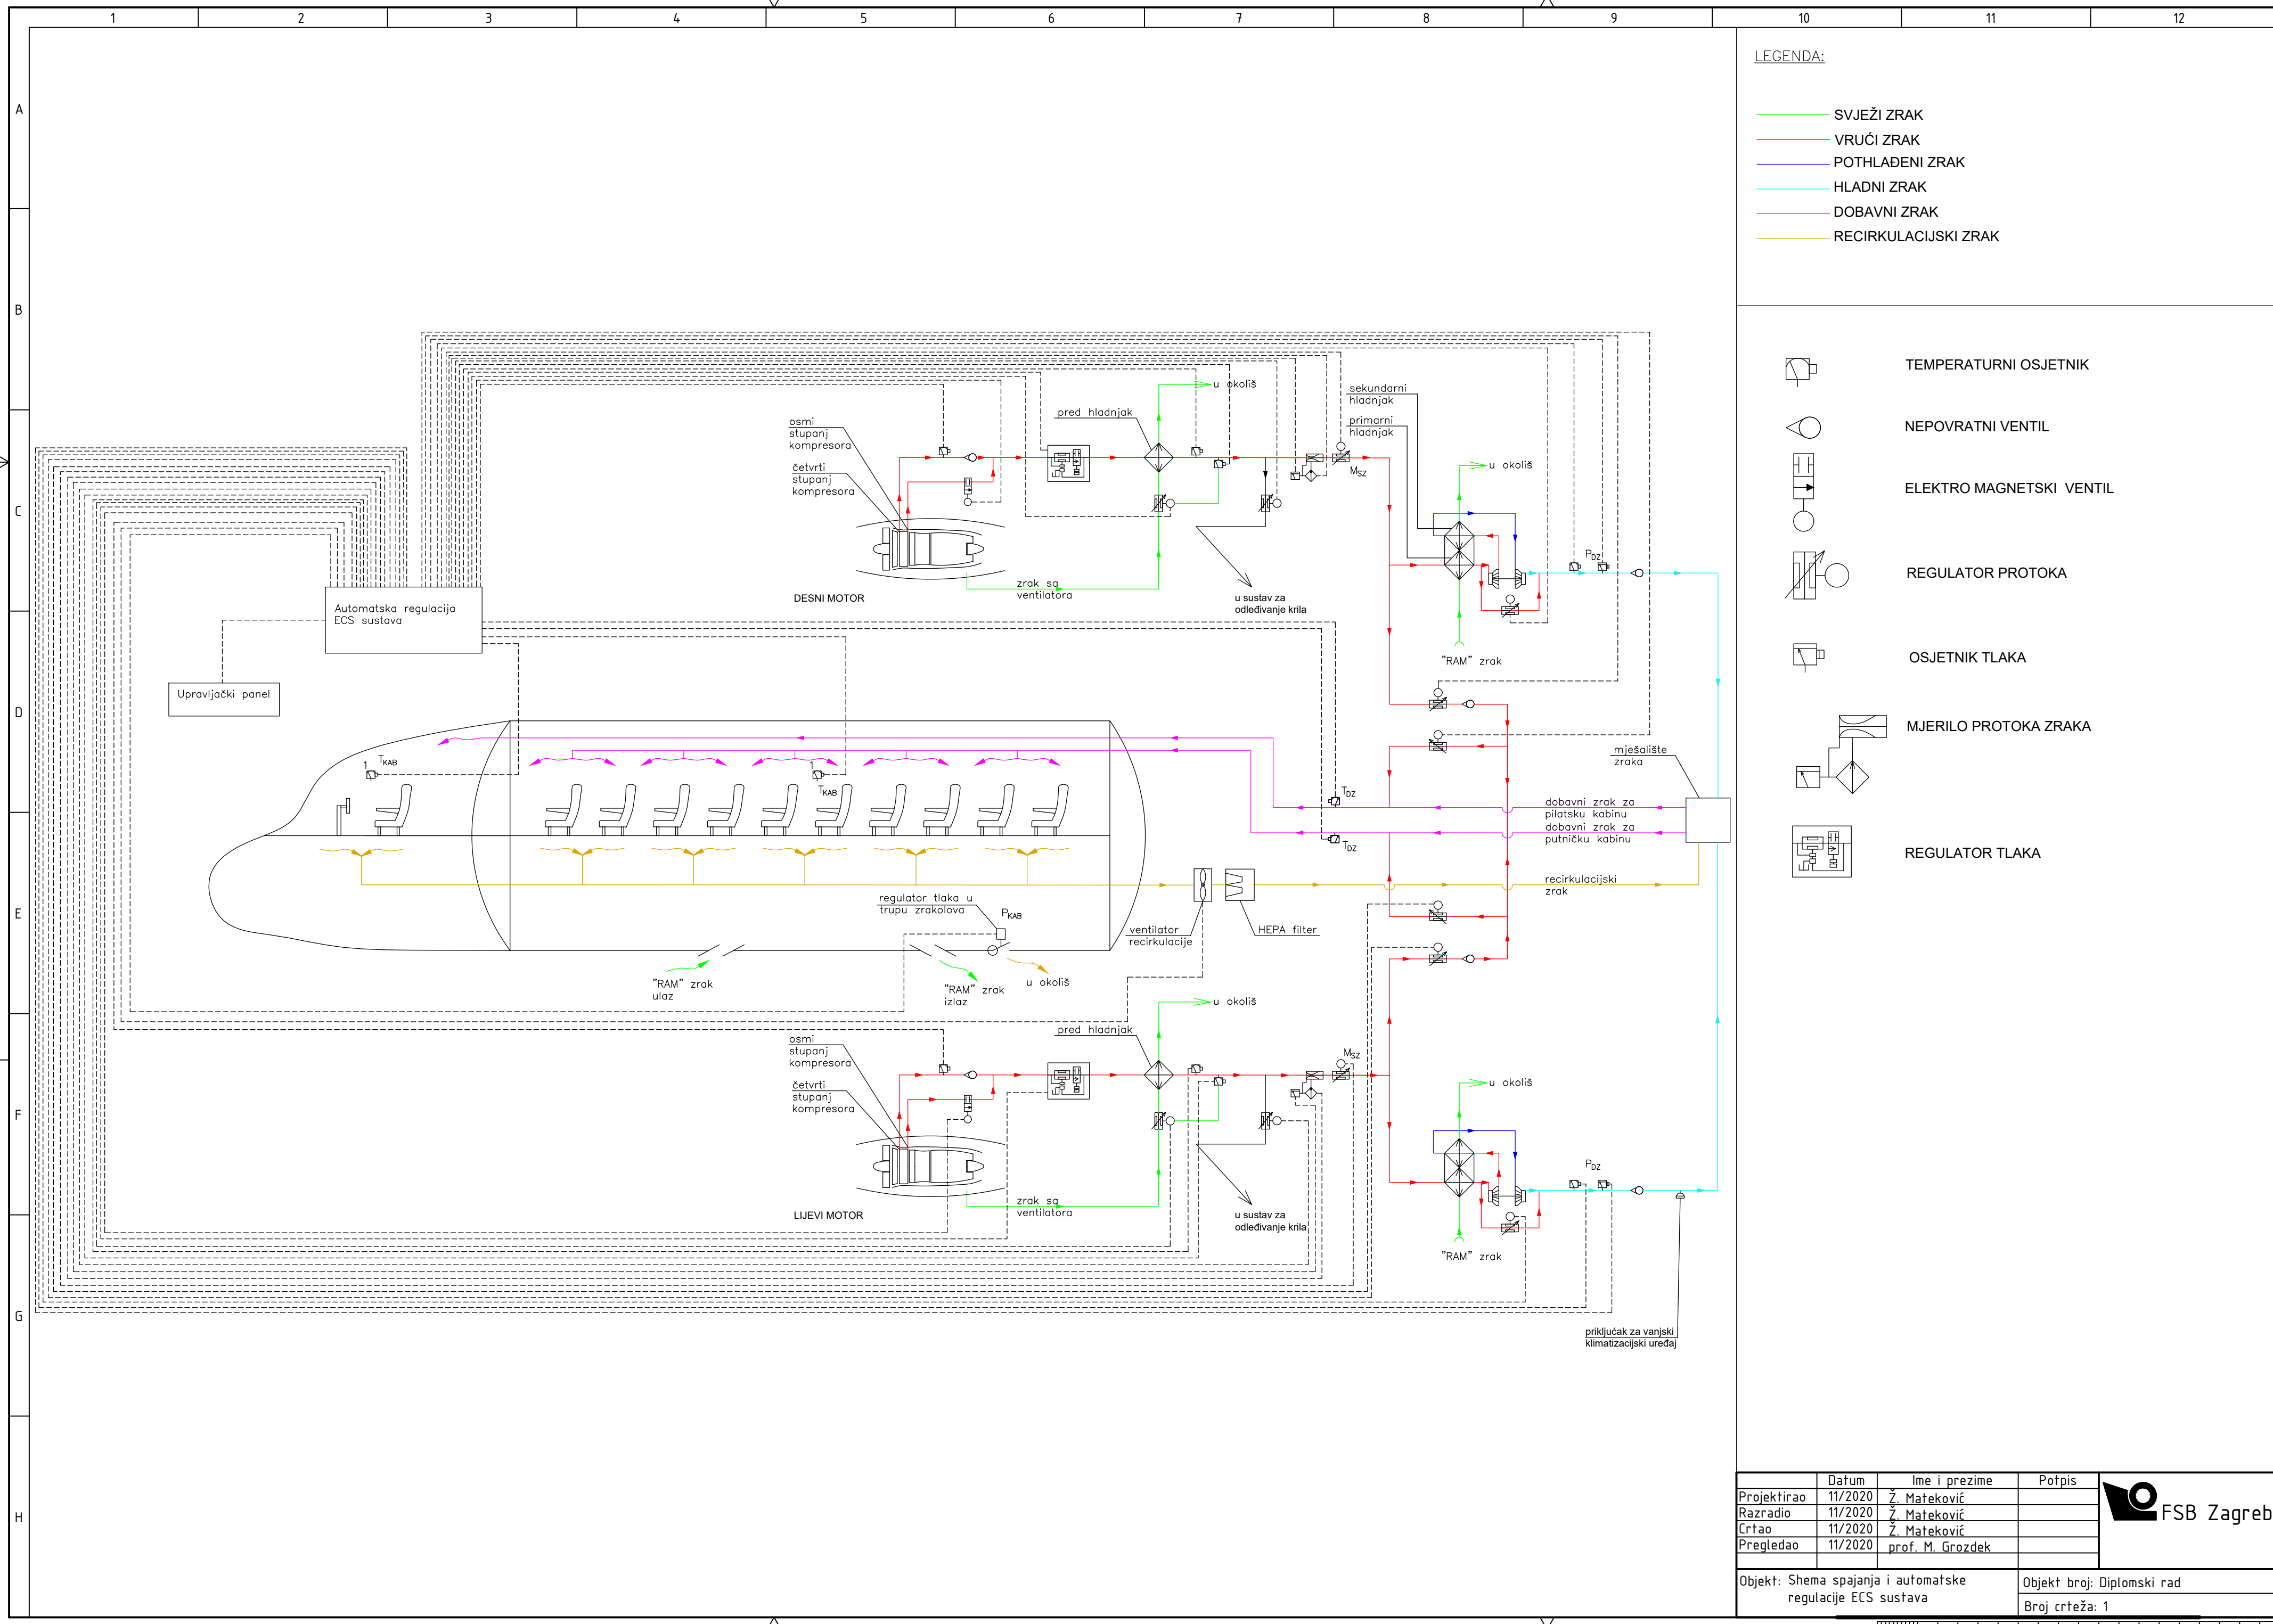 1 2 3 4 5 6 7 8 9 10 11 12
A
B
C
D
E
F
G
H
LEGENDA:
SVJEŽI ZRAK
VRUĆI ZRAK
POTHLAĐENI ZRAK
HLADNI ZRAK
DOBAVNI ZRAK
RECIRKULACIJSKI ZRAK
TEMPERATURNI OSJETNIK
NEPOVRATNI VENTIL
ELEKTRO MAGNETSKI VENTIL
REGULATOR PROTOKA
OSJETNIK TLAKA
MJERILO PROTOKA ZRAKA
REGULATOR TLAKA
u okoliš
sekundarni
hladnjak
primarni
hladnjak
pred hladnjak
osmi
stupanj
kompresora
četvrti
stupanj
kompresora
MSZ
u okoliš
PDZ
zrak sa
ventilatora
DESNI MOTOR
u sustav za
odleđivanje krila
"RAM" zrak
Automatska regulacija
ECS sustava
Upravljački panel
1
TKAB
1
TKAB
TDZ
TDZ
mješalište
zraka
dobavni zrak za
pilatsku kabinu
dobavni zrak za
putničku kabinu
recirkulacijski
zrak
regulator tlaka u
trupu zrakolova
PKAB
ventilator
recirkulacije
HEPA filter
"RAM" zrak
ulaz
"RAM" zrak
izlaz
u okoliš
u okoliš
pred hladnjak
osmi
stupanj
kompresora
četvrti
stupanj
kompresora
MSZ
u okoliš
PDZ
zrak sa
ventilatora
LIJEVI MOTOR
u sustav za
odleđivanje krila
"RAM" zrak
priključak za vanjski
klimatizacijski uređaj
Datum Ime i prezime Potpis
Projektirao 11/2020 Ž. Mateković
Razradio 11/2020 Ž. Mateković
Crtao 11/2020 Ž. Mateković
Pregledao 11/2020 prof. M. Grozdek
FSB Zagreb
Objekt: Shema spajanja i automatske
regulacije ECS sustava
Objekt broj: Diplomski rad
Broj crteža: 1